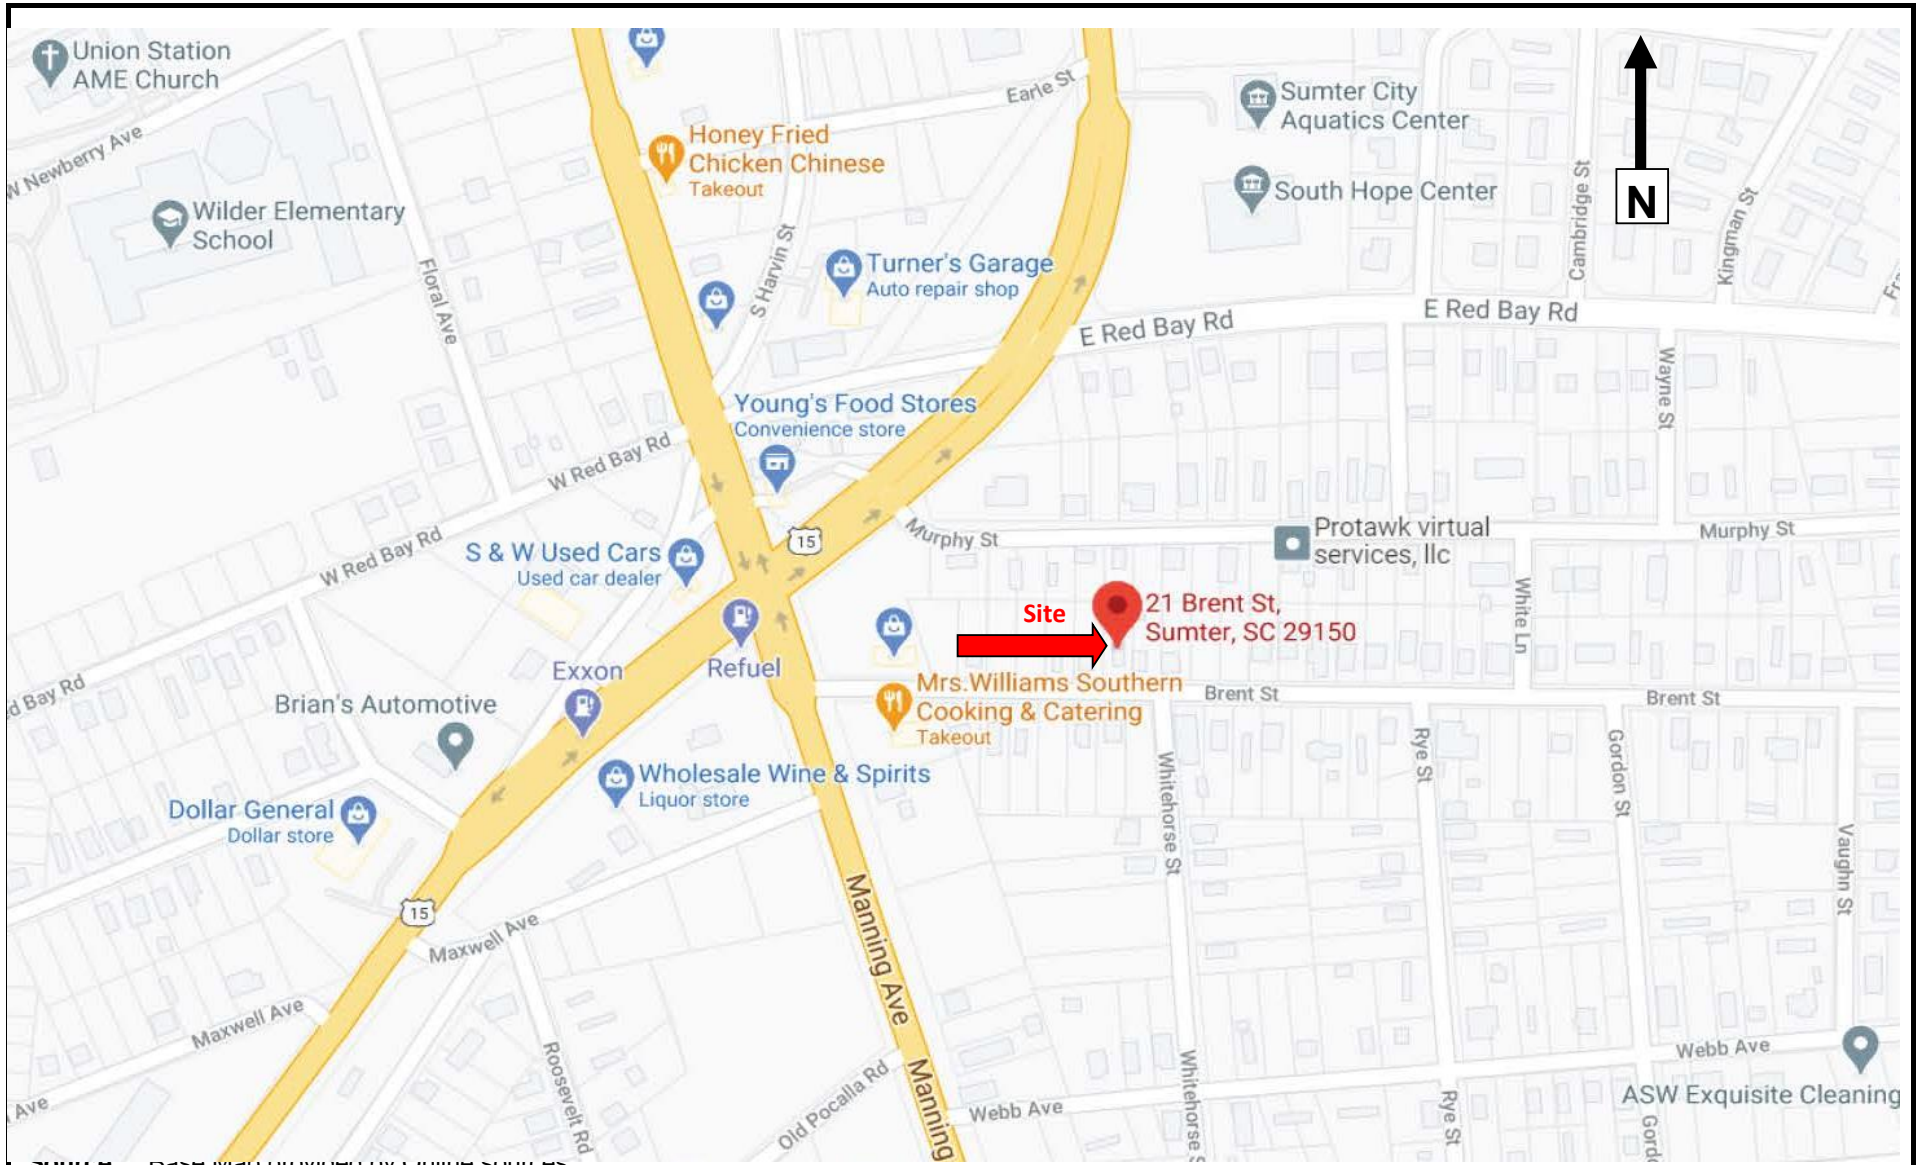 Union Station
AME Church
W Newberry Ave
Wilder Elementary
School
Floral Ave
Honey Fried
Chicken Chinese
Takeout
Earle St
Sumter City
Aquatics Center
South Hope Center
Cambridge St
N
Kingman St
S Harvin St
Turner's Garage
Auto repair shop
E Red Bay Rd
E Red Bay Rd
Wayne St
Young's Food Stores
Convenience store
W Red Bay Rd
W Red Bay Rd
15
Murphy St
Protawk virtual
services, llc
Murphy St
S & W Used Cars
Used car dealer
White Ln
Site
21 Brent St,
Sumter, SC 29150
Refuel
Exxon
Mrs.Williams Southern
Cooking & Catering
Takeout
Brent St
Brent St
d Bay Rd
Brian's Automotive
Rye St
Gordon St
Whitehorse St
Wholesale Wine & Spirits
Liquor store
Dollar General
Dollar store
Vaughn St
15
Maxwell Ave
Manning Ave
Maxwell Ave
Roosevelt Rd
Old Pocalla Rd
Manning
Webb Ave
Webb Ave
Whitehorse S
Rye St
ASW Exquisite Cleaning
Gord
Ave